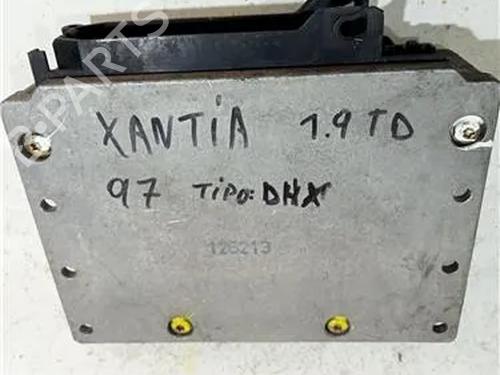 XANTIA 1.9 TD
97 TIPO: DHX
126213